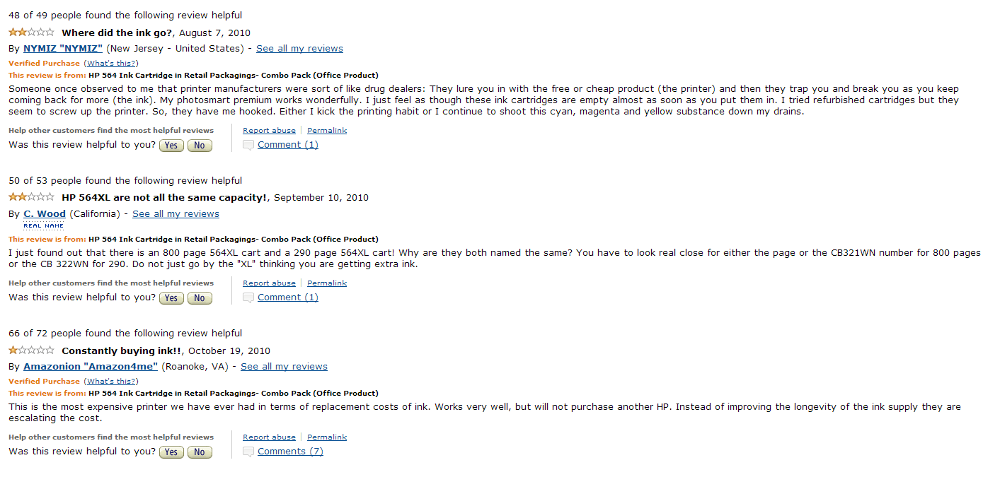 48 of 49 people found the following review helpful
Where did the ink go?, August 7, 2010
By NYMIZ "NYMIZ" (New Jersey - United States) - See all my reviews
Verified Purchase (What's this?)
This review is from: HP 564 Ink Cartridge in Retail Packagings- Combo Pack (Office Product)
Someone once observed to me that printer manufacturers were sort of like drug dealers: They lure you in with the free or cheap product (the printer) and then they trap you and break you as you keep
coming back for more (the ink). My photosmart premium works wonderfully. I just feel as though these ink cartridges are empty almost as soon as you put them in. I tried refurbished cartridges but they
seem to screw up the printer. So, they have me hooked. Either I kick the printing habit or I continue to shoot this cyan, magenta and yellow substance down my drains.
Help other customers find the most helpful reviews Report abuse | Permalink
Was this review helpful to you? Yes No Comment (1)
50 of 53 people found the following review helpful
HP 564XL are not all the same capacity!, September 10, 2010
By C. Wood (California) - See all my reviews
REAL NAME
This review is from: HP 564 Ink Cartridge in Retail Packagings- Combo Pack (Office Product)
I just found out that there is an 800 page 564XL cart and a 290 page 564XL cart! Why are they both named the same? You have to look real close for either the page or the CB321WN number for 800 pages
or the CB 322WN for 290. Do not just go by the "XL" thinking you are getting extra ink.
Help other customers find the most helpful reviews Report abuse | Permalink
Was this review helpful to you? Yes No Comment (1)
66 of 72 people found the following review helpful
Constantly buying ink!!, October 19, 2010
By Amazonion "Amazon4me" (Roanoke, VA) - See all my reviews
Verified Purchase (What's this?)
This review is from: HP 564 Ink Cartridge in Retail Packagings- Combo Pack (Office Product)
This is the most expensive printer we have ever had in terms of replacement costs of ink. Works very well, but will not purchase another HP. Instead of improving the longevity of the ink supply they are
escalating the cost.
Help other customers find the most helpful reviews Report abuse | Permalink
Was this review helpful to you? Yes No Comments (7)